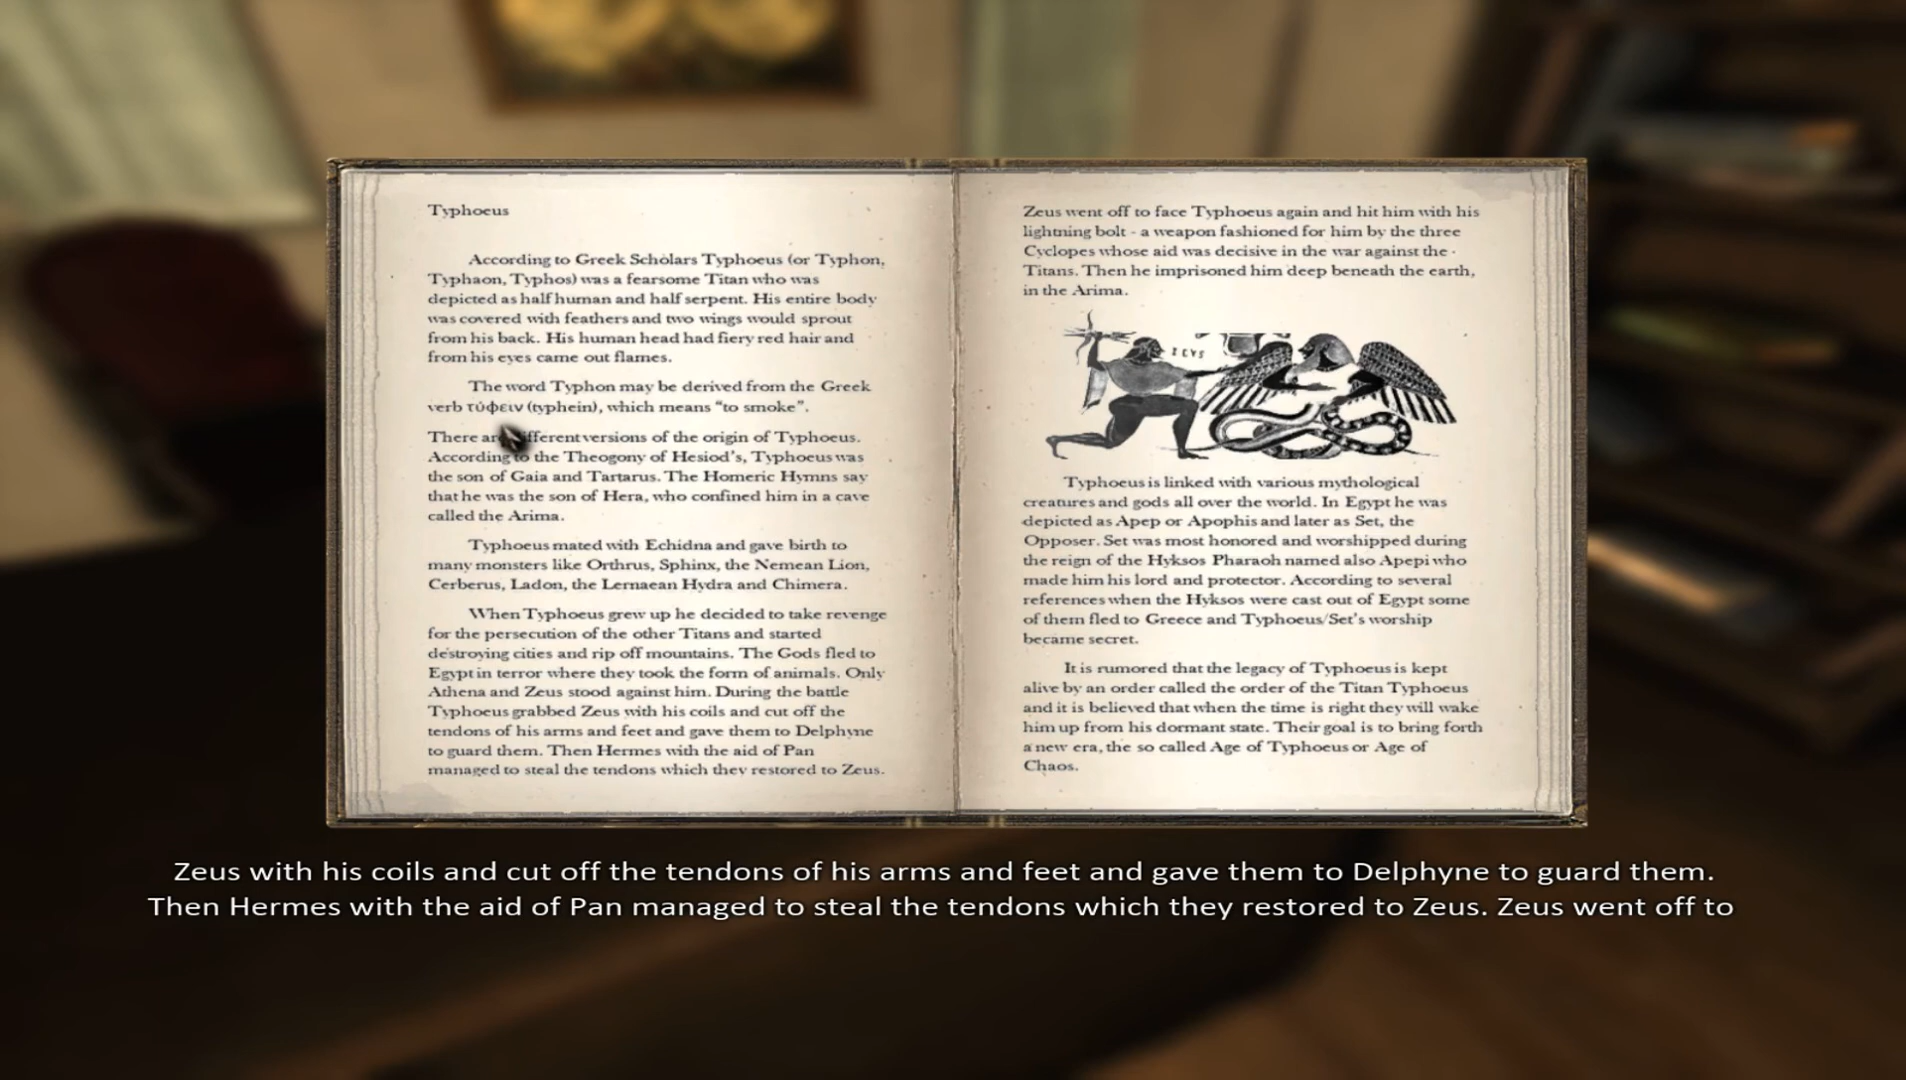 Typhoeus
According to Greek Scholars Typhoeus (or Typhon,
Typhaon, Typhos) was a fearsome Titan who was
depicted as half human and half serpent. His entire body
was covered with feathers and two wings would sprout
from his back. His human head had fiery red hair and
from his eyes came out flames.
The word Typhon may be derived from the Greek
verb τύφειν (typhein), which means “to smoke”.
There versions of the origin of Typhoeus.
According to the Theogony of Hesiod's, Typhoeus was
the son of Gaia and Tartarus. The Homeric Hymns say
that he was the son of Hera, who confined him in a cave
called the Arima.
Typhoeus mated with Echidna and gave birth to
many monsters like Orthrus, Sphinx, the Nemean Lion,
Cerberus, Ladon, the Lernaean Hydra and Chimera.
When Typhoeus grew up he decided to take revenge
for the persecution of the other Titans and started
destroying cities and rip off mountains. The Gods fled to
Egypt in terror where they took the form of animals. Only
Athena and Zeus stood against him. During the battle
Typhoeus grabbed Zeus with his coils and cut off the
tendons of his arms and feet and gave them to Delphyne
to guard them. Then Hermes with the aid of Pan
managed to steal the tendons which they restored to Zeus.
Zeus went off to face Typhoeus again and hit him with his
lightning bolt - a weapon fashioned for him by the three
Cyclopes whose aid was decisive in the war against the
Titans. Then he imprisoned him deep beneath the earth,
in the Arima.
Typhoeus is linked with various mythological
creatures and gods all over the world. In Egypt he was
depicted as Apep or Apophis and later as Set, the
Opposer. Set was most honored and worshipped during
the reign of the Hyksos Pharaoh named also Apepi who
made him his lord and protector. According to several
references when the Hyksos were cast out of Egypt some
of them fled to Greece and Typhoeus/Set's worship
became secret.
It is rumored that the legacy of Typhoeus is kept
alive by an order called the order of the Titan Typhoeus
and it is believed that when the time is right they will wake
him up from his dormant state. Their goal is to bring forth
a new era, the so called Age of Typhoeus or Age of
Chaos.
Zeus with his coils and cut off the tendons of his arms and feet and gave them to Delphyne to guard them.
Then Hermes with the aid of Pan managed to steal the tendons which they restored to Zeus. Zeus went off to